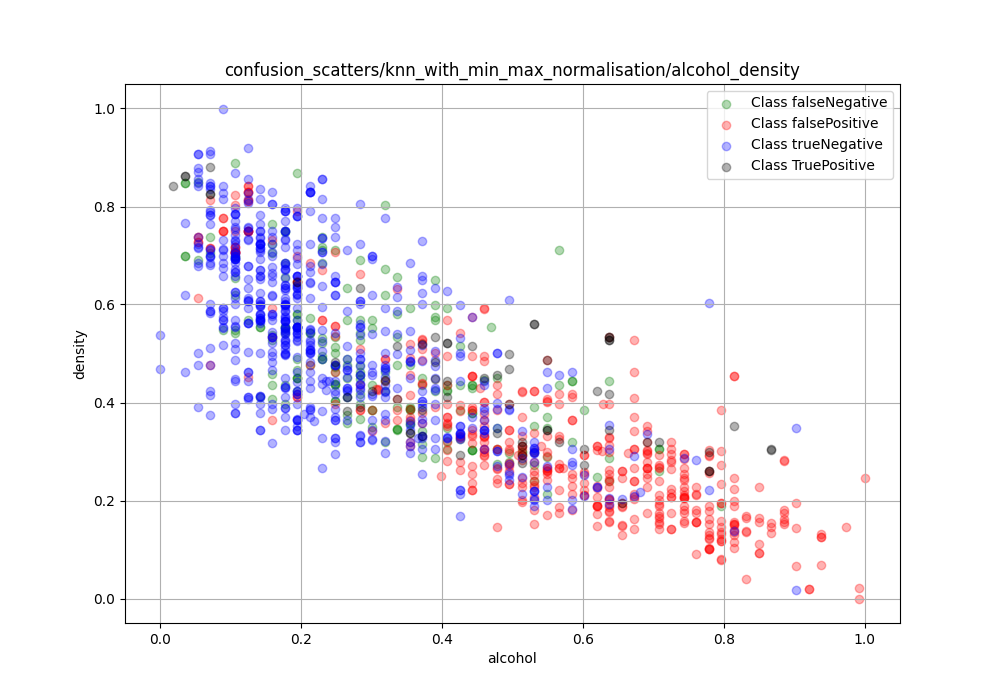 confusion_scatters/knn_with_min_max_normalisation/alcohol_density
Class falseNegative
Class falsePositive
Class trueNegative
Class TruePositive
1.0
0.8
0.6
0.4
0.2
0.0
density
0.0 0.2 0.4 0.6 0.8 1.0
alcohol